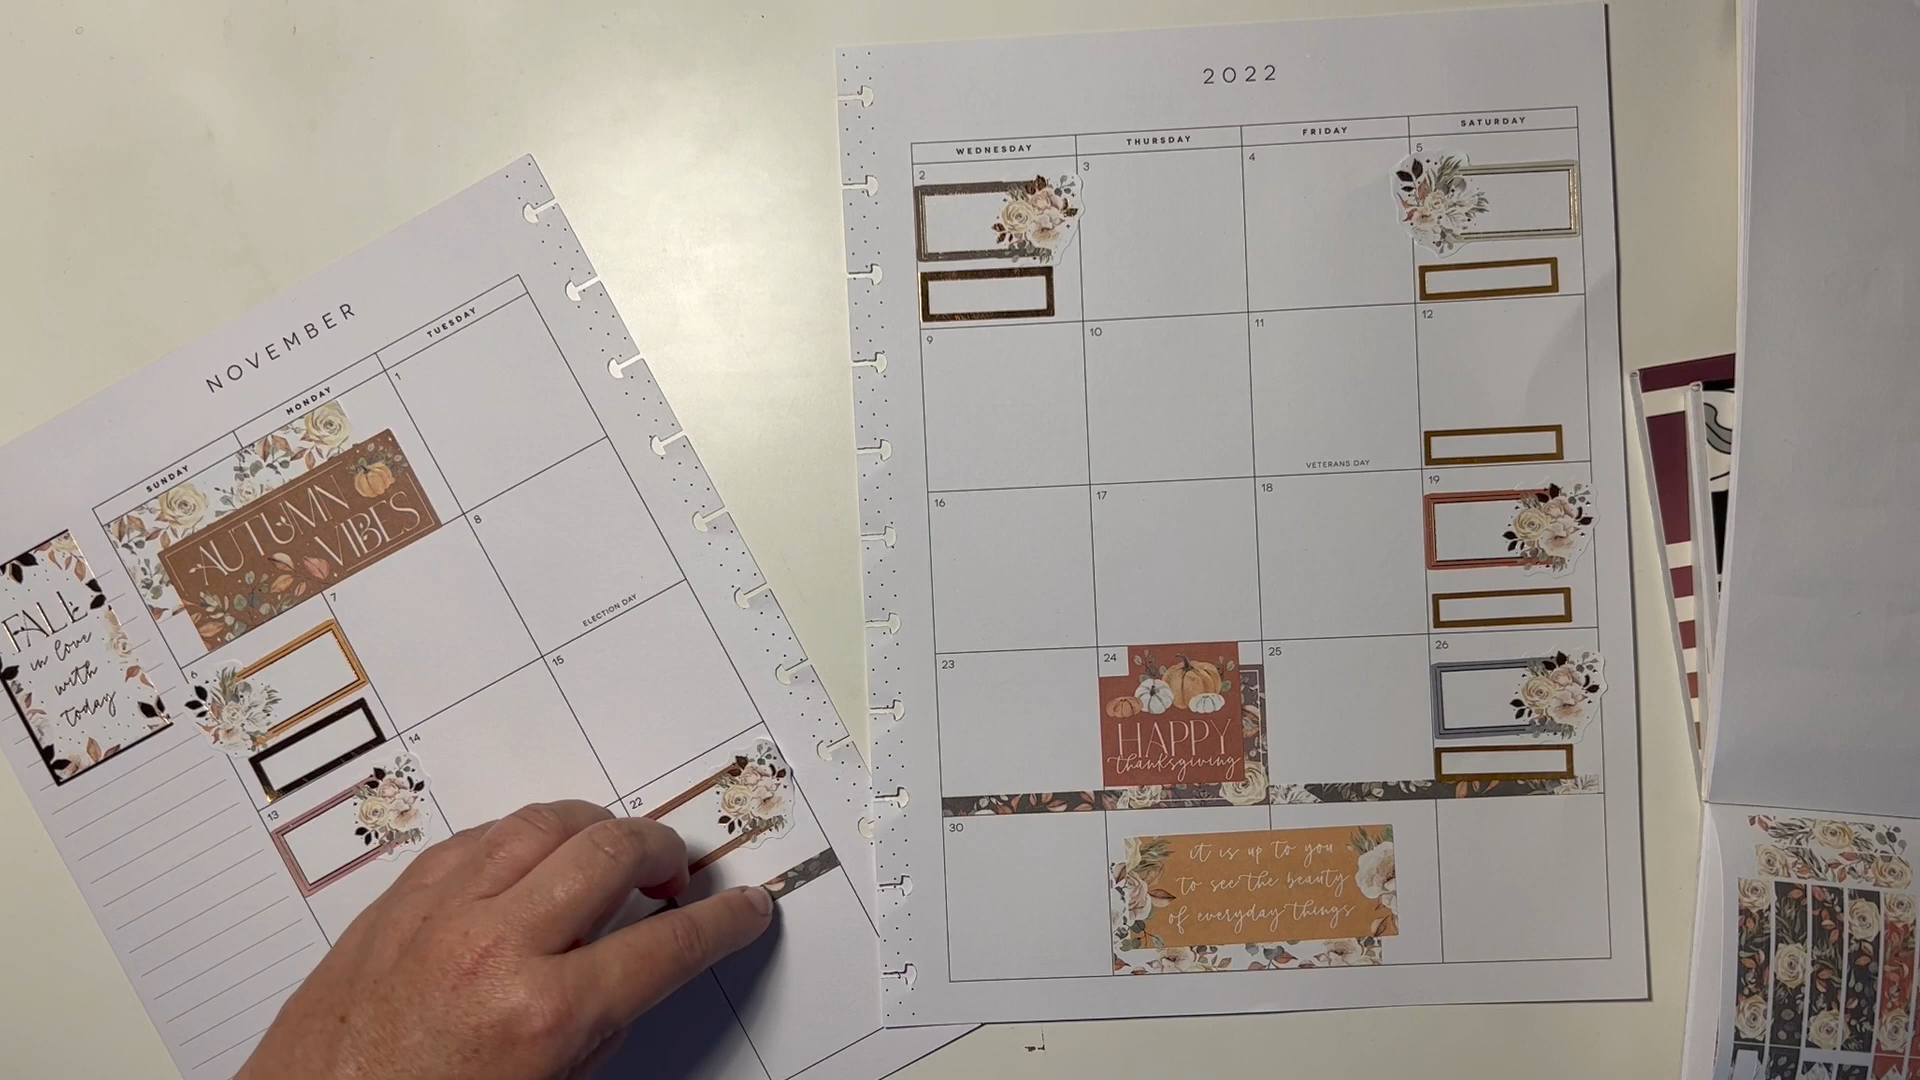 NOVEMBER
SUNDAY
MONDAY
TUESDAY
1
AUTUMN
VIBES
FALL
in love
with
today
6
7
8
ELECTION DAY
13
14
15
22
2022
WEDNESDAY
THURSDAY
FRIDAY
SATURDAY
2
3
4
5
9
10
11
VETERANS DAY
12
16
17
18
19
23
24
HAPPY
thanksgiving
25
26
30
it is up to you
to see the beauty
of everyday things